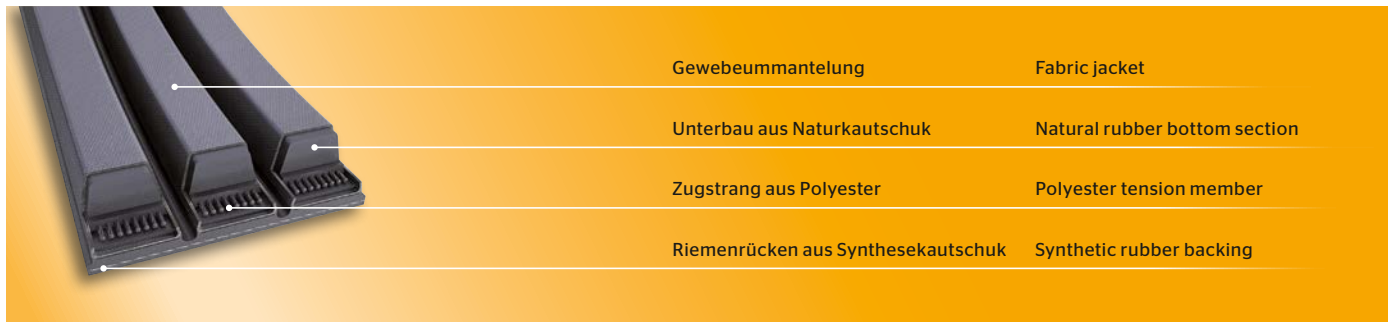 Gewebeummantelung Fabric jacket
Unterbau aus Naturkautschuk Natural rubber bottom section
Zugstrang aus Polyester Polyester tension member
Riemenrücken aus Synthesekautschuk Synthetic rubber backing